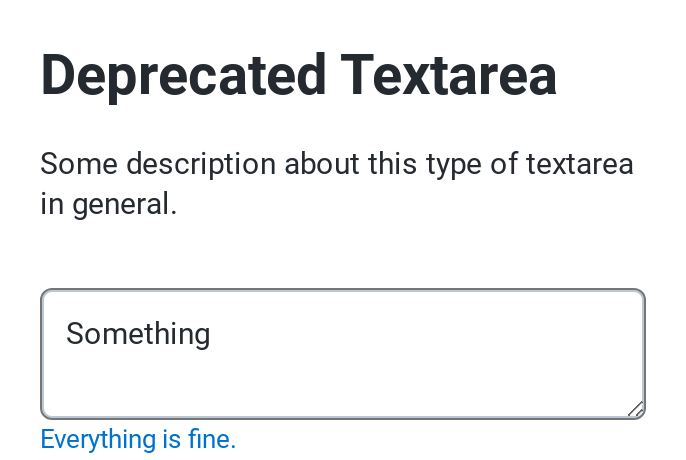 Deprecated Textarea
Some description about this type of textarea
in general.
Something
Everything is fine.